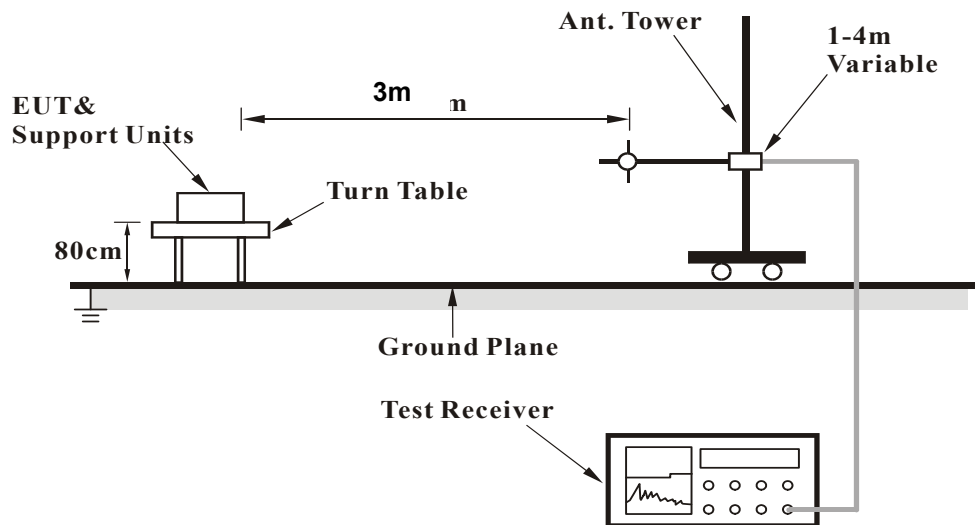 Ant. Tower
1-4m
Variable
3m
m
EUT&
Support Units
Turn Table
80cm
Ground Plane
Test Receiver